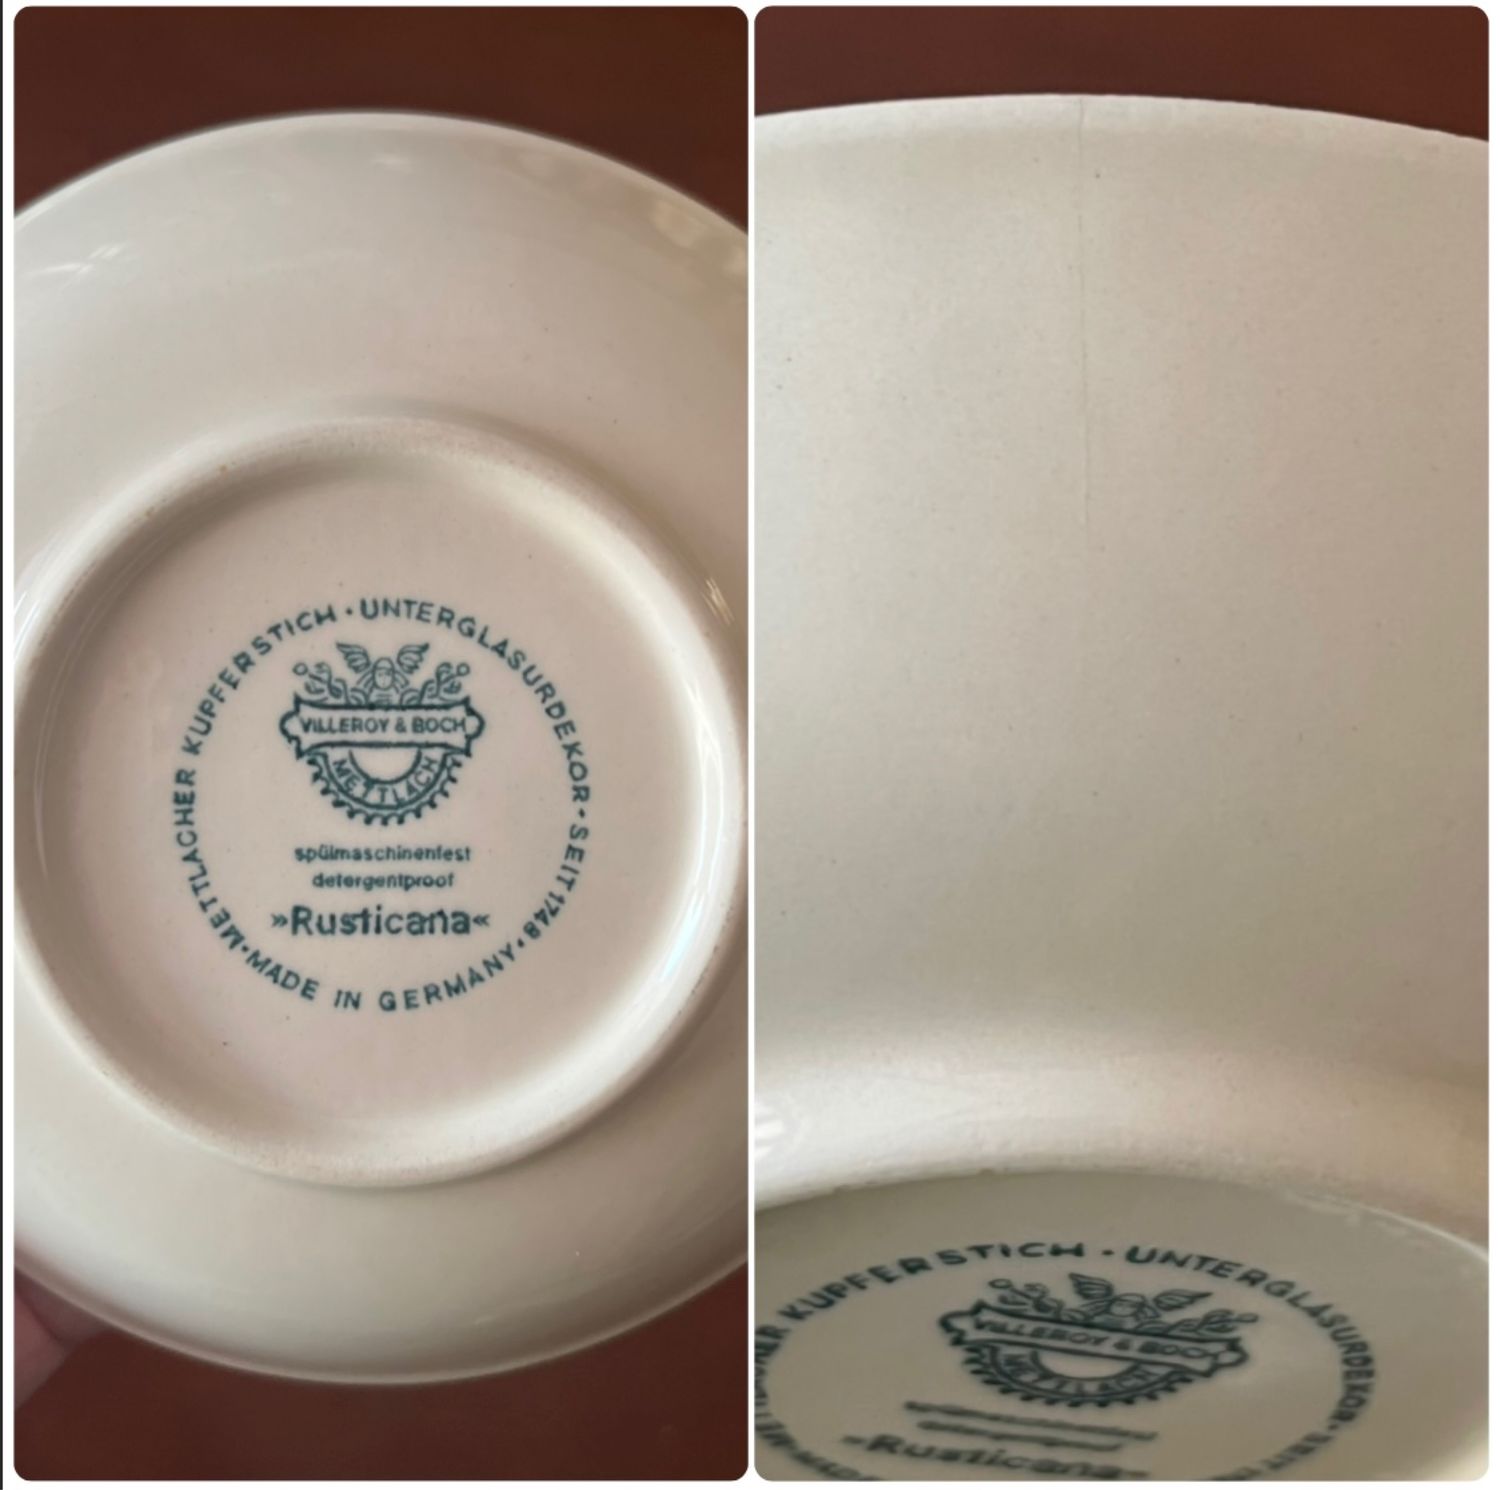 METTLACHER KUPFERSTICH · UNTERGLASURDEKOR · SEIT 1748 ·
MADE IN GERMANY ·
VILLEROY & BOCH
METTLACH
spülmaschinenfest
detergentproof
»Rusticana«
KUPFERSTICH · UNTERGLASURDEKOR · SEIT
VILLEROY & BOCH
METTLACH
»Rusticana«